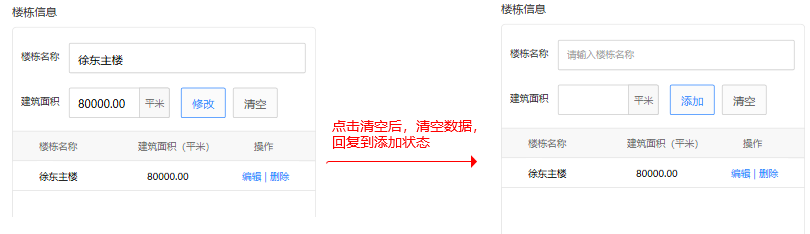 楼栋信息
楼栋名称
徐东主楼
建筑面积
80000.00
平米
修改
清空
楼栋名称
建筑面积（平米）
操作
徐东主楼
80000.00
编辑 | 删除
点击清空后，清空数据，
回复到添加状态
楼栋信息
楼栋名称
请输入楼栋名称
建筑面积
平米
添加
清空
楼栋名称
建筑面积（平米）
操作
徐东主楼
80000.00
编辑 | 删除